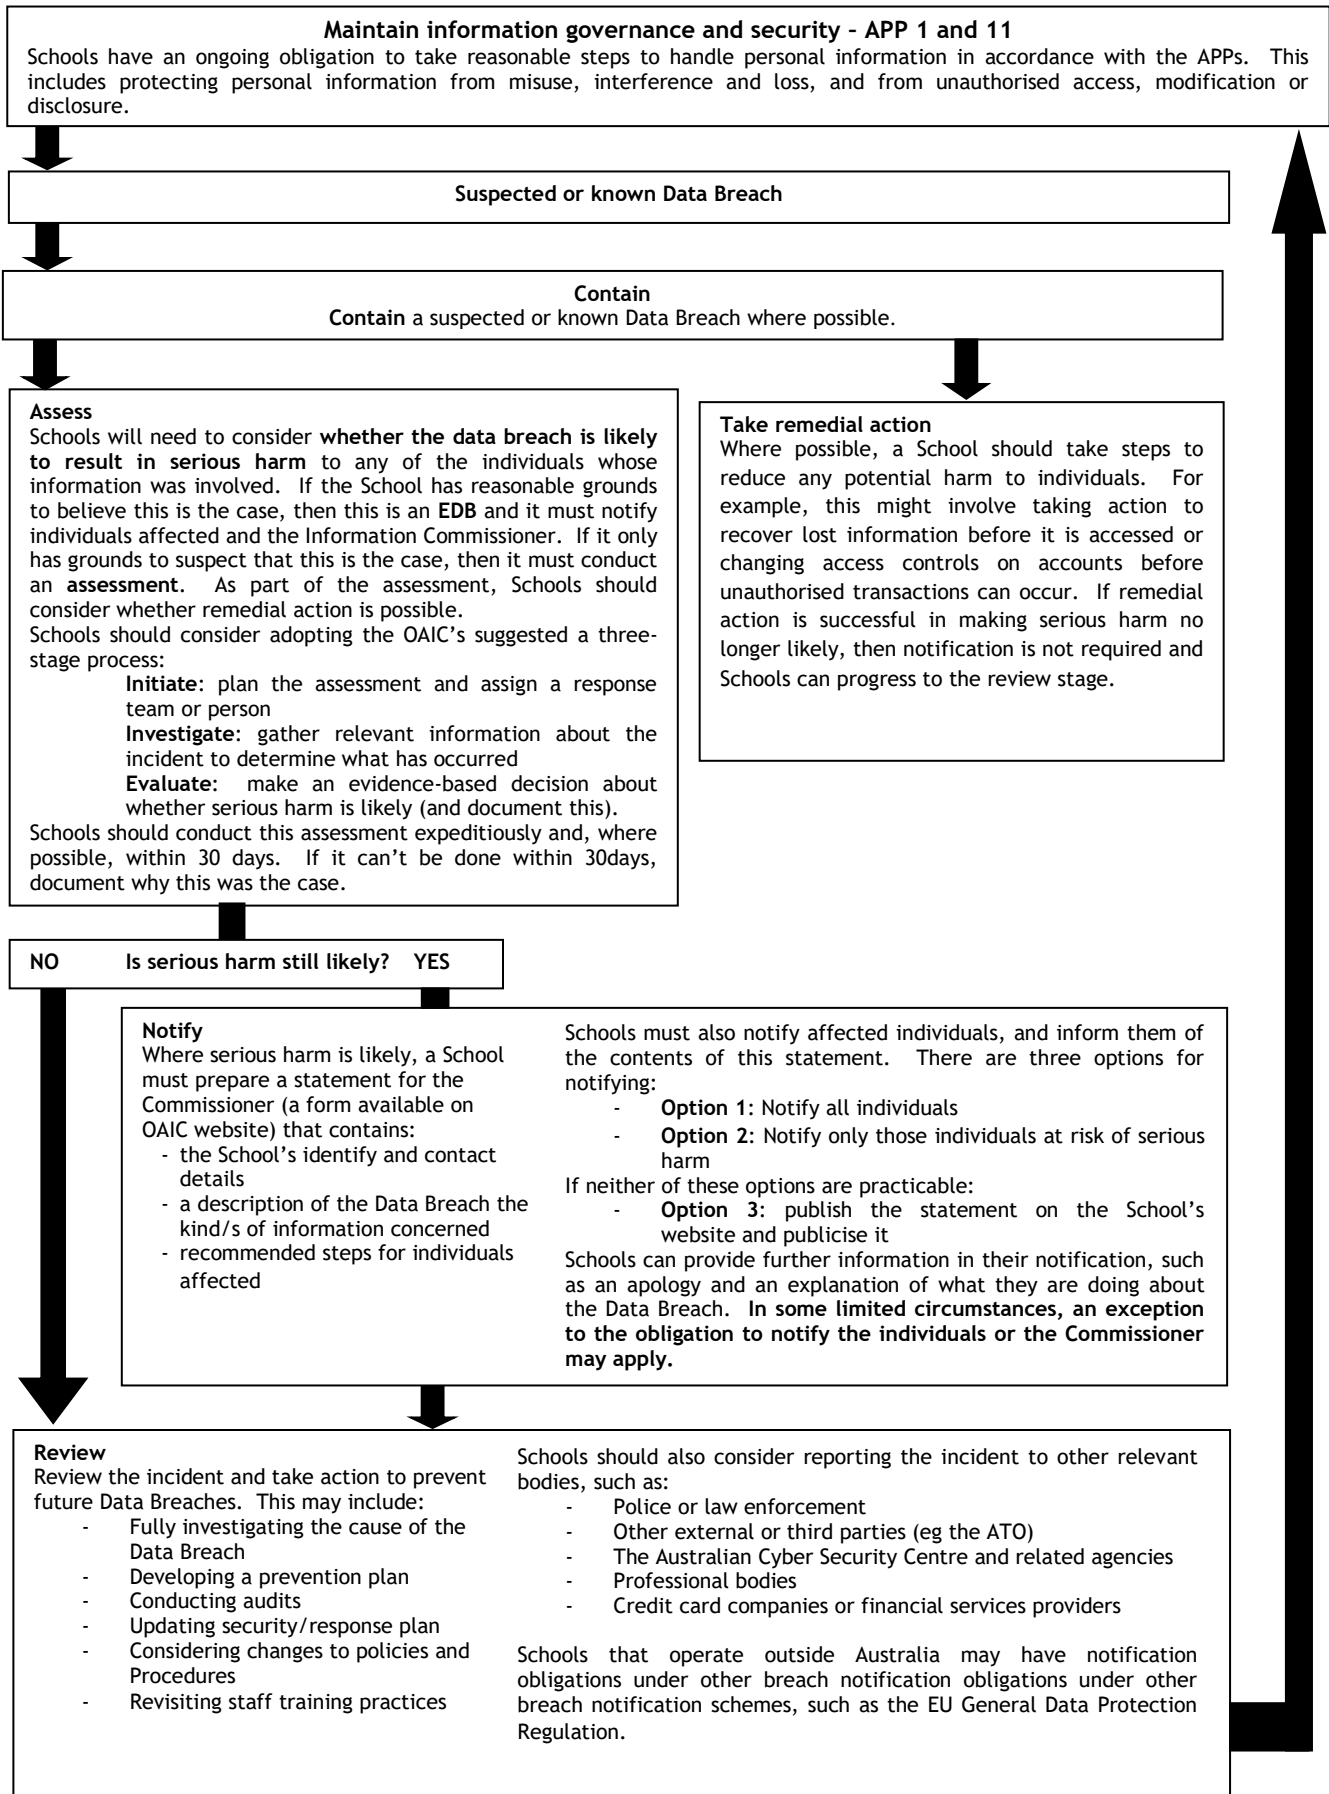 Maintain information governance and security – APP 1 and 11
Schools have an ongoing obligation to take reasonable steps to handle personal information in accordance with the APPs. This
includes protecting personal information from misuse, interference and loss, and from unauthorised access, modification or
disclosure.
Suspected or known Data Breach
Contain
Contain a suspected or known Data Breach where possible.
Assess
Schools will need to consider whether the data breach is likely
to result in serious harm to any of the individuals whose
information was involved. If the School has reasonable grounds
to believe this is the case, then this is an EDB and it must notify
individuals affected and the Information Commissioner. If it only
has grounds to suspect that this is the case, then it must conduct
an assessment. As part of the assessment, Schools should
consider whether remedial action is possible.
Schools should consider adopting the OAIC's suggested a three-
stage process:
Initiate: plan the assessment and assign a response
team or person
Investigate: gather relevant information about the
incident to determine what has occurred
Evaluate: make an evidence-based decision about
whether serious harm is likely (and document this).
Schools should conduct this assessment expeditiously and, where
possible, within 30 days. If it can't be done within 30days,
document why this was the case.
Take remedial action
Where possible, a School should take steps to
reduce any potential harm to individuals. For
example, this might involve taking action to
recover lost information before it is accessed or
changing access controls on accounts before
unauthorised transactions can occur. If remedial
action is successful in making serious harm no
longer likely, then notification is not required and
Schools can progress to the review stage.
NO Is serious harm still likely? YES
Notify
Where serious harm is likely, a School
must prepare a statement for the
Commissioner (a form available on
OAIC website) that contains:
- the School's identify and contact
details
- a description of the Data Breach the
kind/s of information concerned
- recommended steps for individuals
affected
Schools must also notify affected individuals, and inform them of
the contents of this statement. There are three options for
notifying:
- Option 1: Notify all individuals
- Option 2: Notify only those individuals at risk of serious
harm
If neither of these options are practicable:
- Option 3: publish the statement on the School's
website and publicise it
Schools can provide further information in their notification, such
as an apology and an explanation of what they are doing about
the Data Breach. In some limited circumstances, an exception
to the obligation to notify the individuals or the Commissioner
may apply.
Review
Review the incident and take action to prevent
future Data Breaches. This may include:
- Fully investigating the cause of the
Data Breach
- Developing a prevention plan
- Conducting audits
- Updating security/response plan
- Considering changes to policies and
Procedures
- Revisiting staff training practices
Schools should also consider reporting the incident to other relevant
bodies, such as:
- Police or law enforcement
- Other external or third parties (eg the ATO)
- The Australian Cyber Security Centre and related agencies
- Professional bodies
- Credit card companies or financial services providers
Schools that operate outside Australia may have notification
obligations under other breach notification obligations under other
breach notification schemes, such as the EU General Data Protection
Regulation.